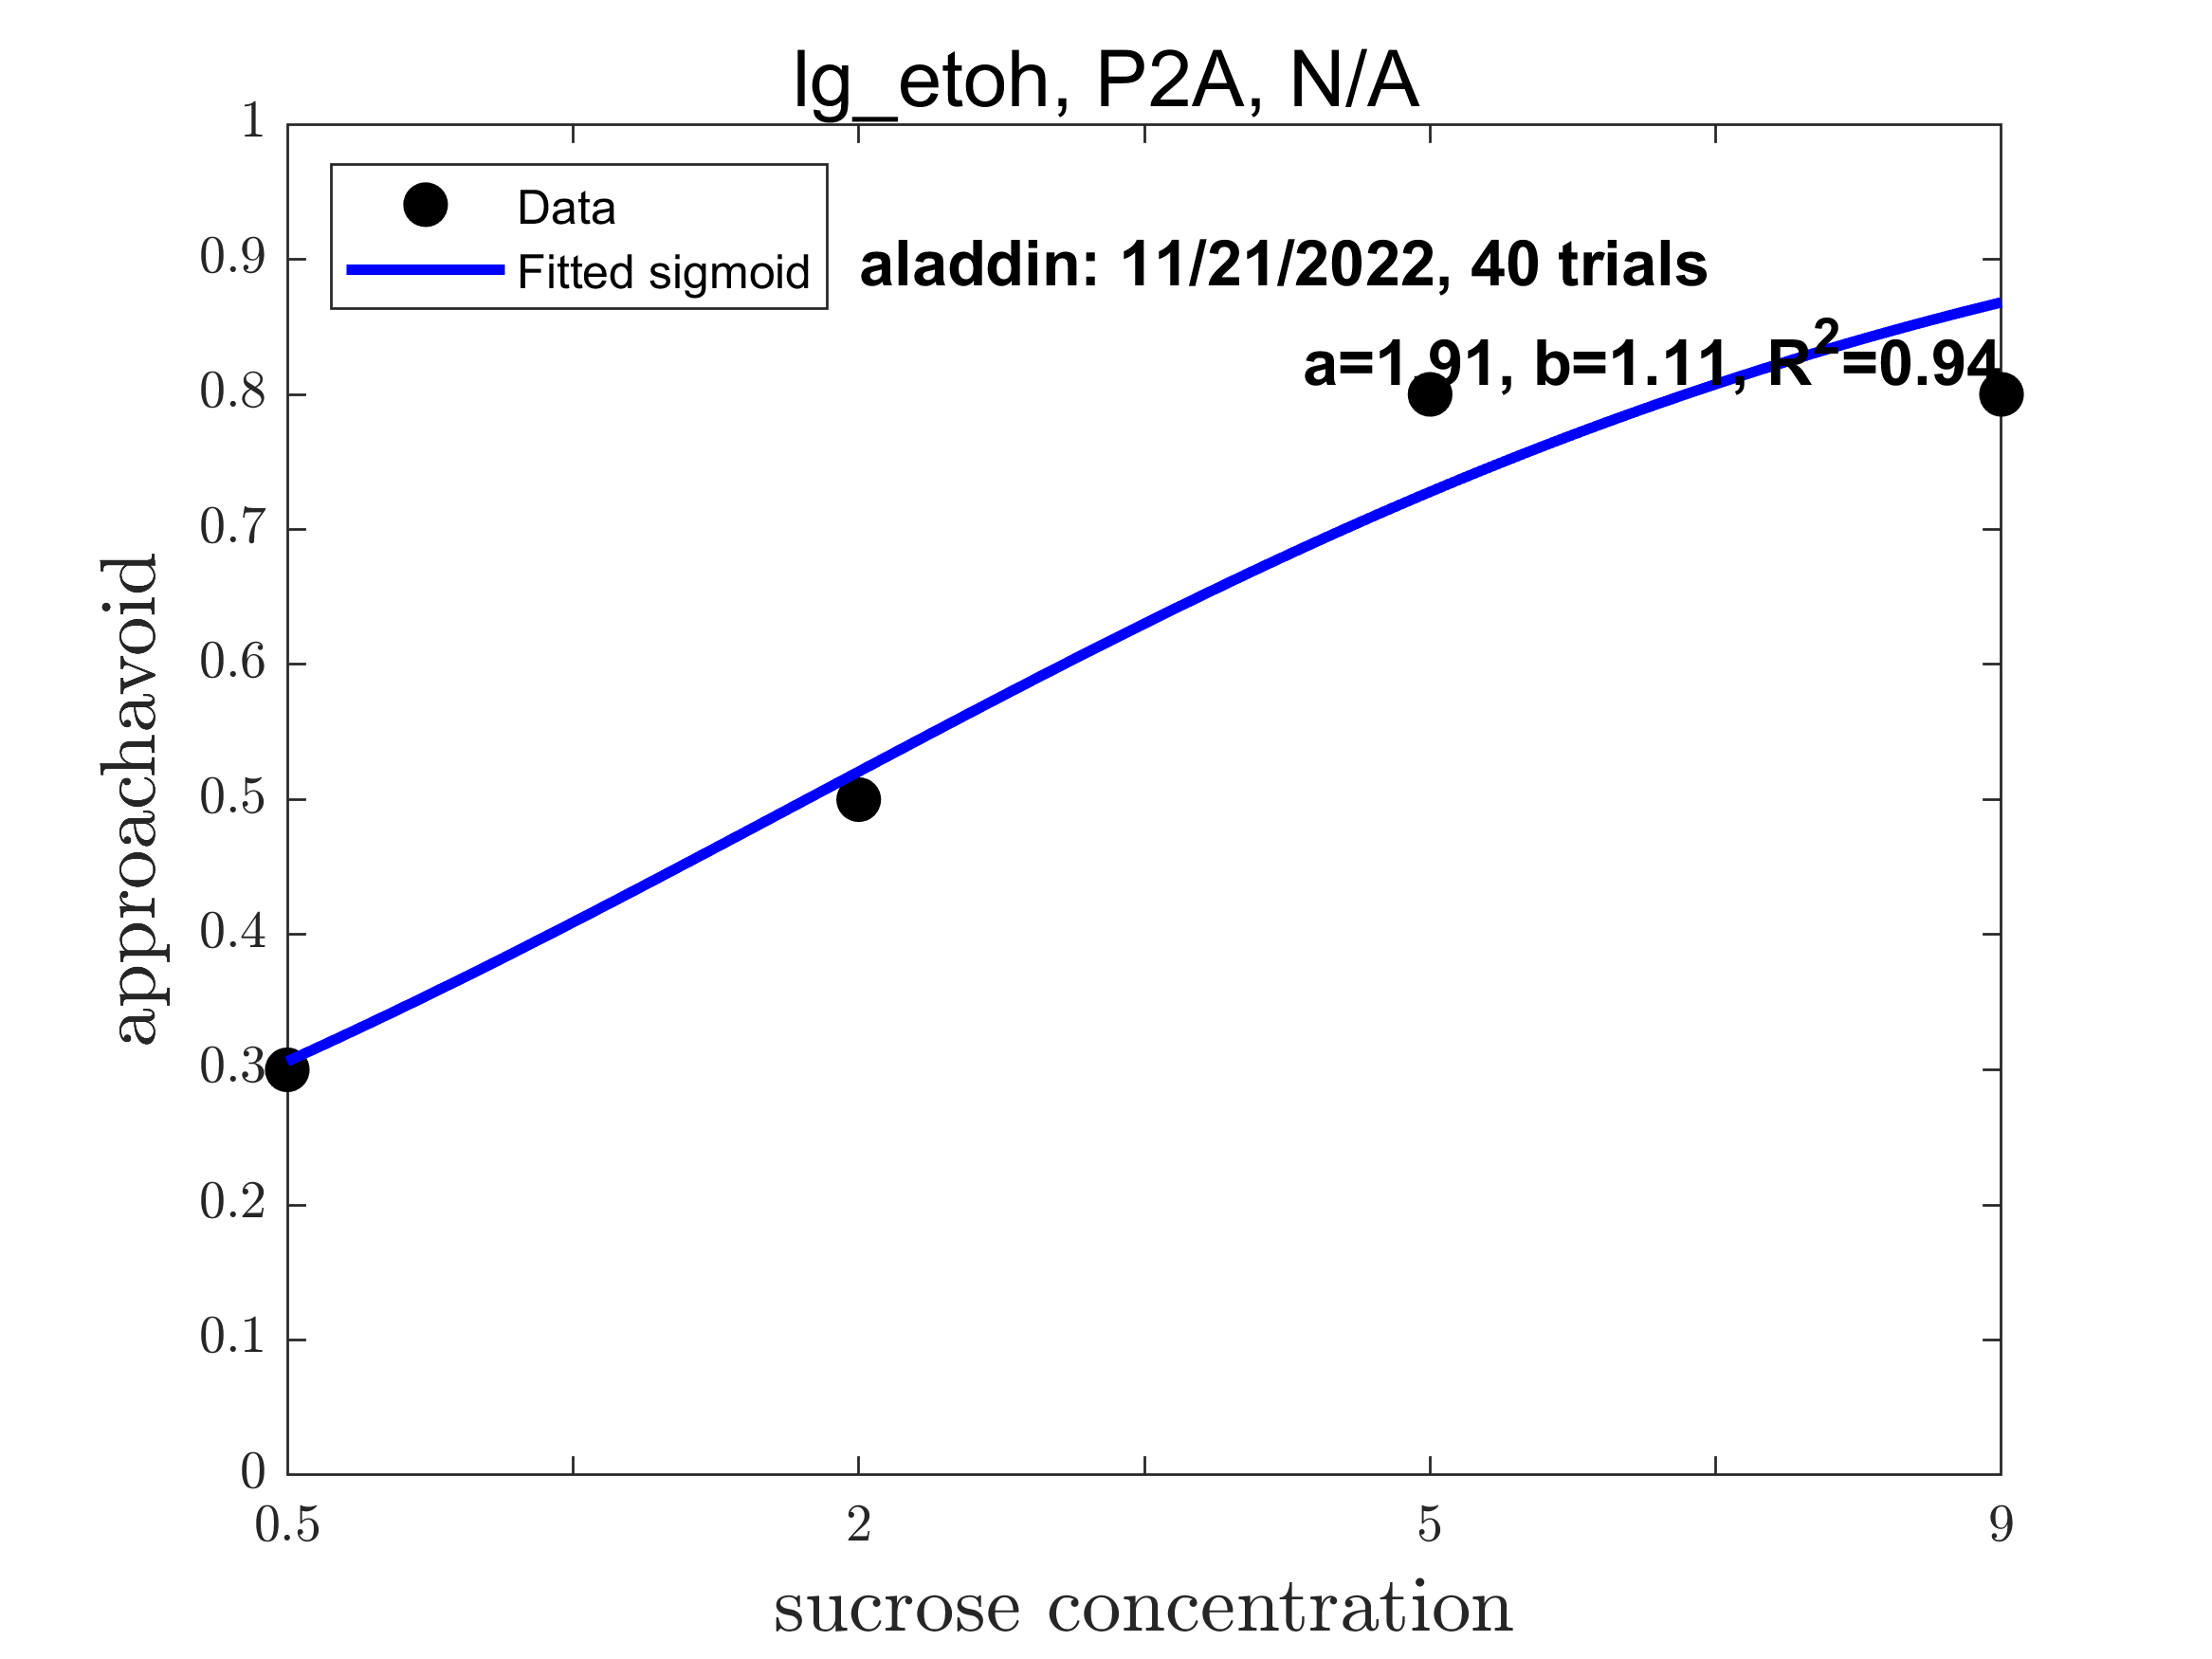 lg_etoh, P2A, N/A
Data
Fitted sigmoid
aladdin: 11/21/2022, 40 trials
a=1.91, b=1.11, R²=0.94
1
0.9
0.8
0.7
0.6
0.5
0.4
0.3
0.2
0.1
0
approachavoid
0.5 2 5 9
sucrose concentration